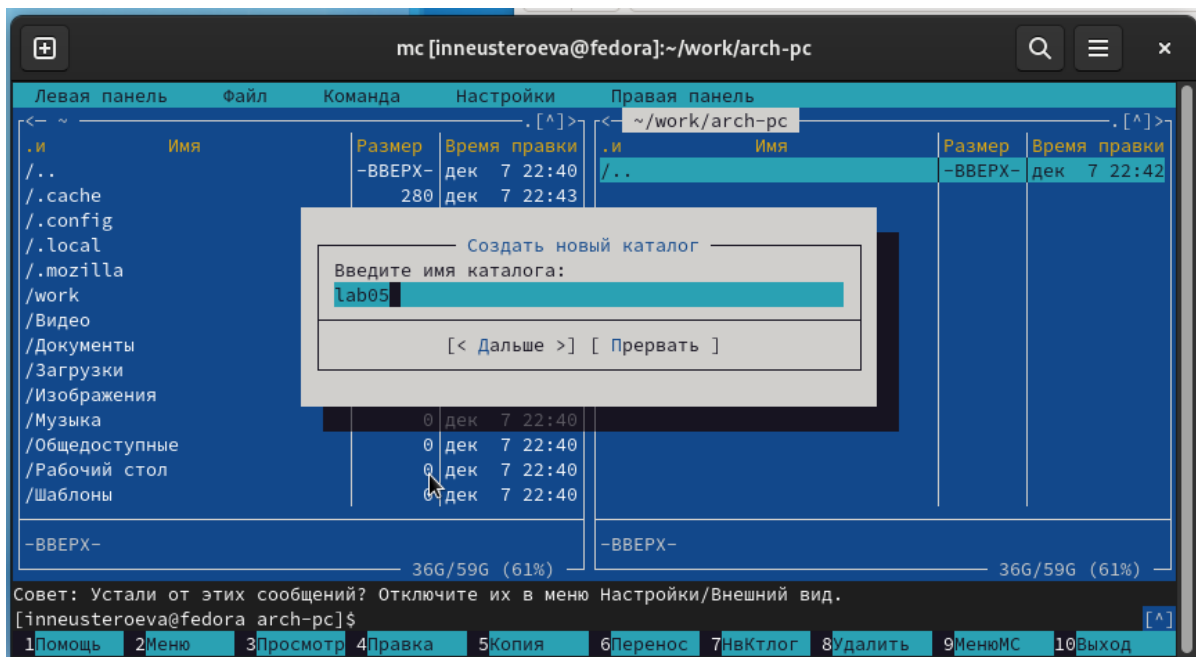 mc [inneusteroeva@fedora]:~/work/arch-pc
Левая панель Файл Команда Настройки Правая панель
<— ~ .[^]> <— ~/work/arch-pc .[^]>
.и Имя Размер Время правки .и Имя Размер Время правки
/.. -ВВЕРХ- дек 7 22:40 /.. -ВВЕРХ- дек 7 22:42
/.cache 280 дек 7 22:43
/.config
/.local Создать новый каталог
/.mozilla Введите имя каталога:
/work lab05
/Видео
/Документы [< Дальше >] [ Прервать ]
/Загрузки
/Изображения
/Музыка 0 дек 7 22:40
/Общедоступные 0 дек 7 22:40
/Рабочий стол 0 дек 7 22:40
/Шаблоны 0 дек 7 22:40
-ВВЕРХ- -ВВЕРХ-
36G/59G (61%) 36G/59G (61%)
Совет: Устали от этих сообщений? Отключите их в меню Настройки/Внешний вид.
[inneusteroeva@fedora arch-pc]$ [^]
1Помощь 2Меню 3Просмотр 4Правка 5Копия 6Перенос 7НвКтлог 8Удалить 9МенюМС 10Выход